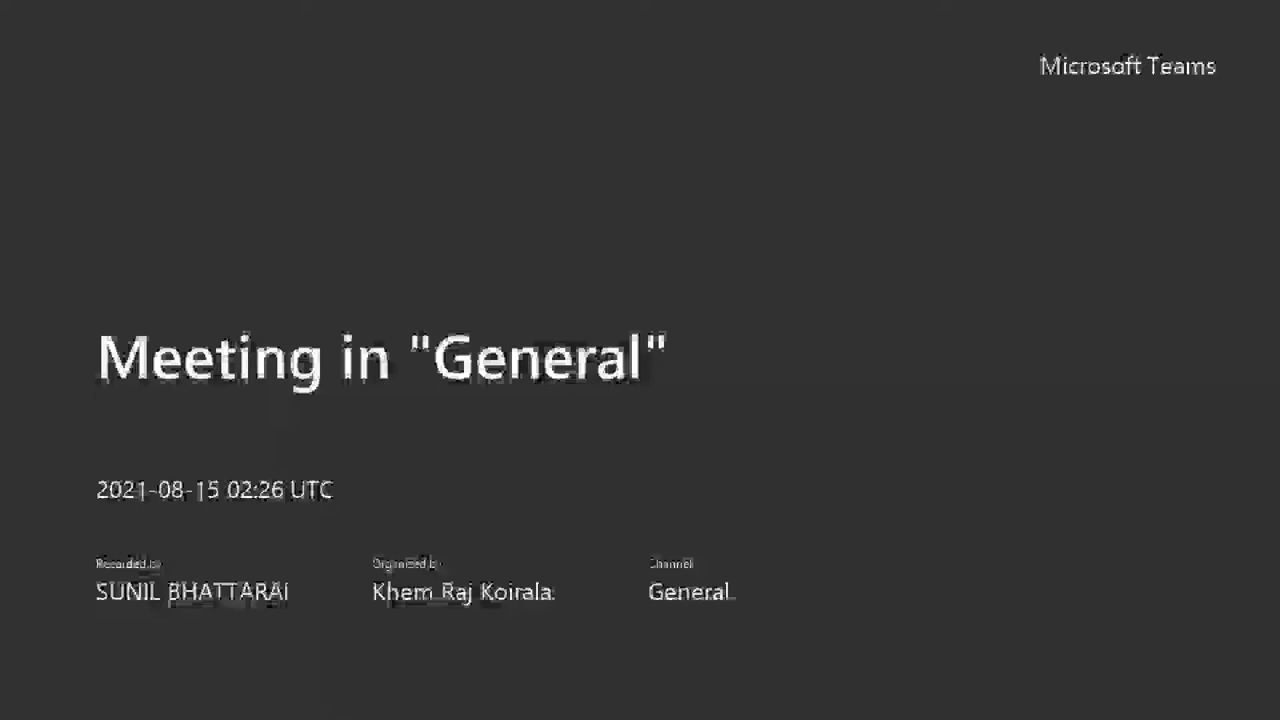 Microsoft Teams
Meeting in "General"
2021-08-15 02:26 UTC
Recorded by Organized by Channel
SUNIL BHATTARAI Khem Raj Koirala General